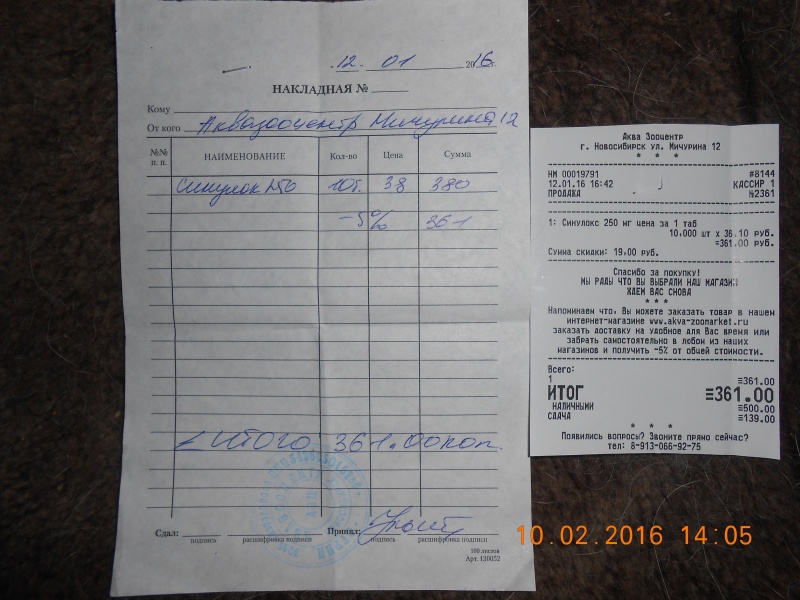 12. 01 2016 г.
НАКЛАДНАЯ №
Кому
От кого Аквазооцентр Мичурина 12
№№ п. п. НАИМЕНОВАНИЕ Кол-во Цена Сумма
10т. 38 380
-5% 361
ИТОГО 361.00коп.
Сдал: Принял:
подпись расшифровка подписи подпись расшифровка подписи
100 листов
Арт. 130052
Аква Зооцентр
г. Новосибирск ул. Мичурина 12
* * *
НМ 00019791 #8144
12.01.16 16:42 КАССИР 1
ПРОДАЖА №2361
1: Синулокс 250 мг цена за 1 таб
10.000 шт X 36.10 руб.
=361.00 руб.
Сумма скидки: 19.00 руб.
Спасибо за покупку!
МЫ РАДЫ ЧТО ВЫ ВЫБРАЛИ НАШ МАГАЗИН
ЖДЕМ ВАС СНОВА
* * *
Напоминаем что, Вы можете заказать товар в нашем
интернет-магазине www.akva-zoomarket.ru
заказать доставку на удобное для Вас время или
забрать самостоятельно в любом из наших
магазинов и получить -5% от общей стоимости.
Всего:
1 ≡361.00
ИТОГ ≡361.00
НАЛИЧНЫМИ ≡500.00
СДАЧА ≡139.00
* * *
Появились вопросы? Звоните прямо сейчас?
тел: 8-913-066-92-75
10.02.2016 14:05